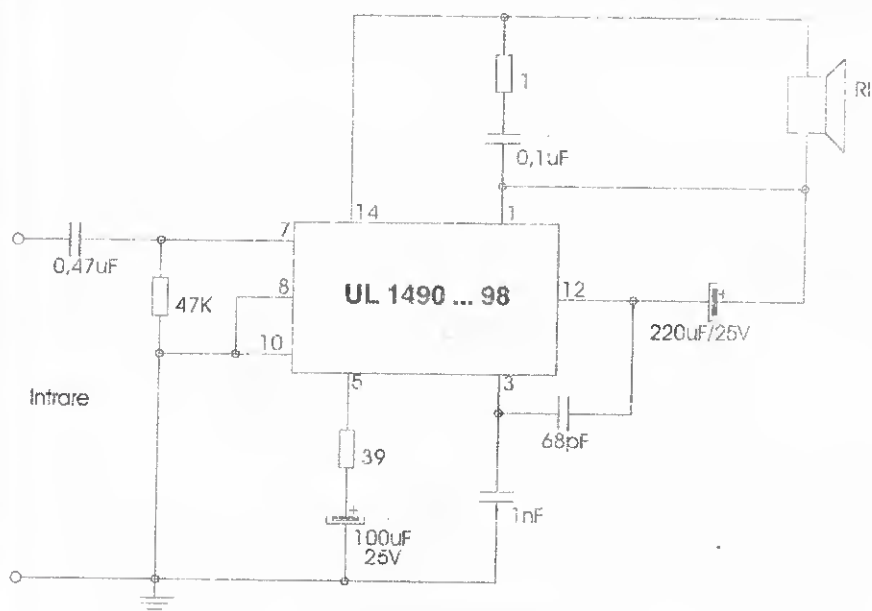 1
RI
0,1uF
14
1
7
0,47uF
8
UL 1490 ... 98
12
47K
10
220uF/25V
+
5
3
Intrare
39
68pF
+
100uF
25V
1nF